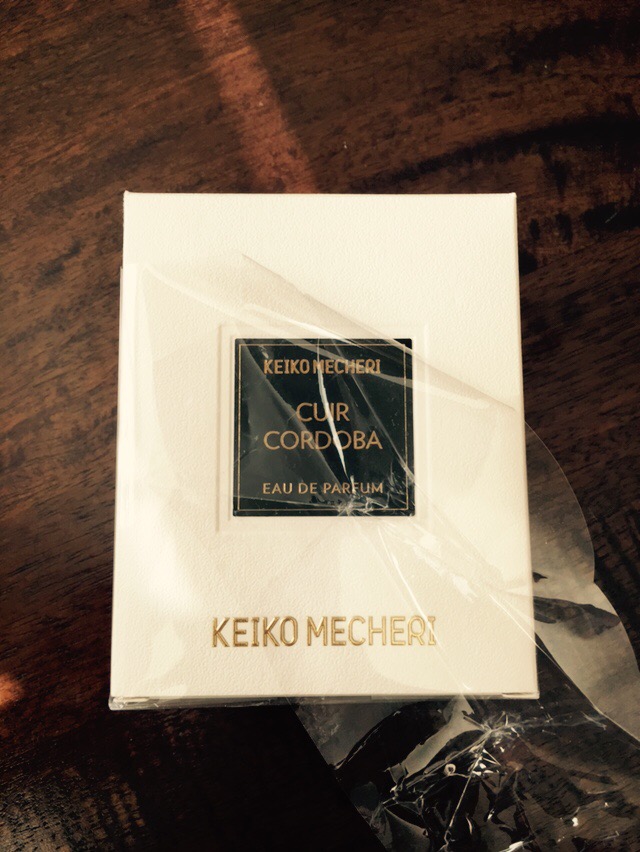 KEIKO MECHERI
CUIR
CORDOBA
EAU DE PARFUM
KEIKO MECHERI